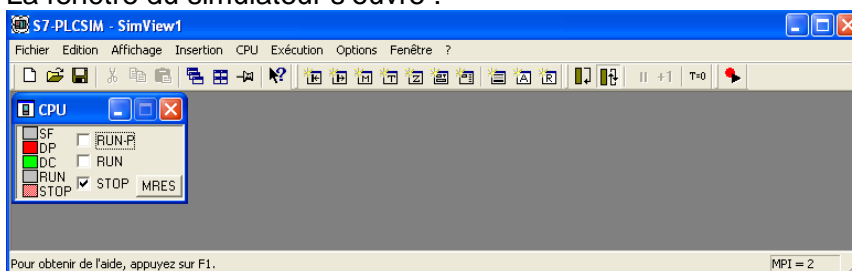 La fenêtre du simulateur s'ouvre :
S7-PLCSIM - SimView1
Fichier Edition Affichage Insertion CPU Exécution Options Fenêtre ?
+1 T=0
CPU
SF
DP
DC
RUN
STOP
RUN-P
RUN
STOP
MRES
Pour obtenir de l'aide, appuyez sur F1.
MPI = 2